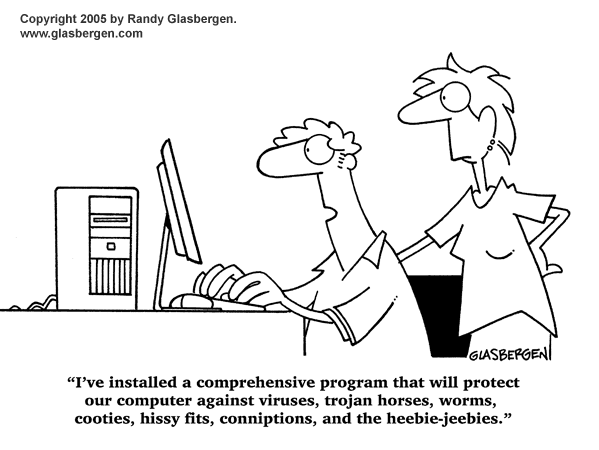 Copyright 2005 by Randy Glasbergen.
www.glasbergen.com
GLASBERGEN
“I’ve installed a comprehensive program that will protect
our computer against viruses, trojan horses, worms,
cooties, hissy fits, conniptions, and the heebie-jeebies.”